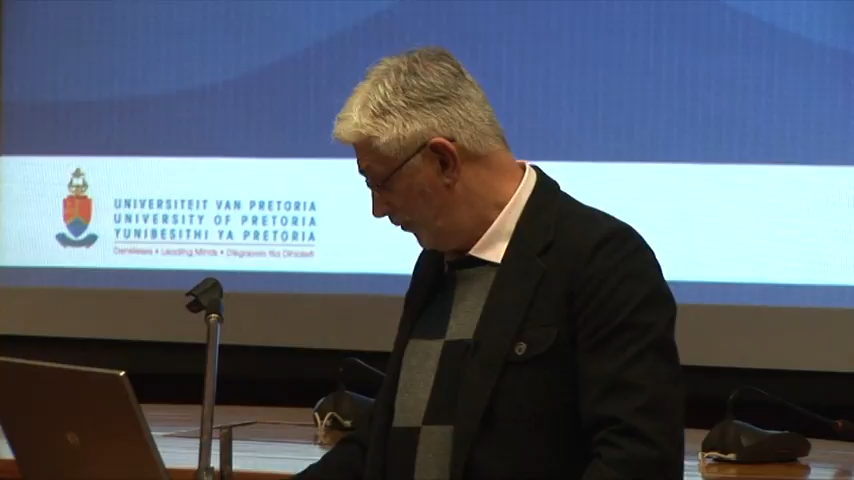 UNIVERSITEIT VAN PRETORIA
UNIVERSITY OF PRETORIA
YUNIBESITHI YA PRETORIA
Denkleiers • Leading Minds • Dikgopolo tša Dihlalefi